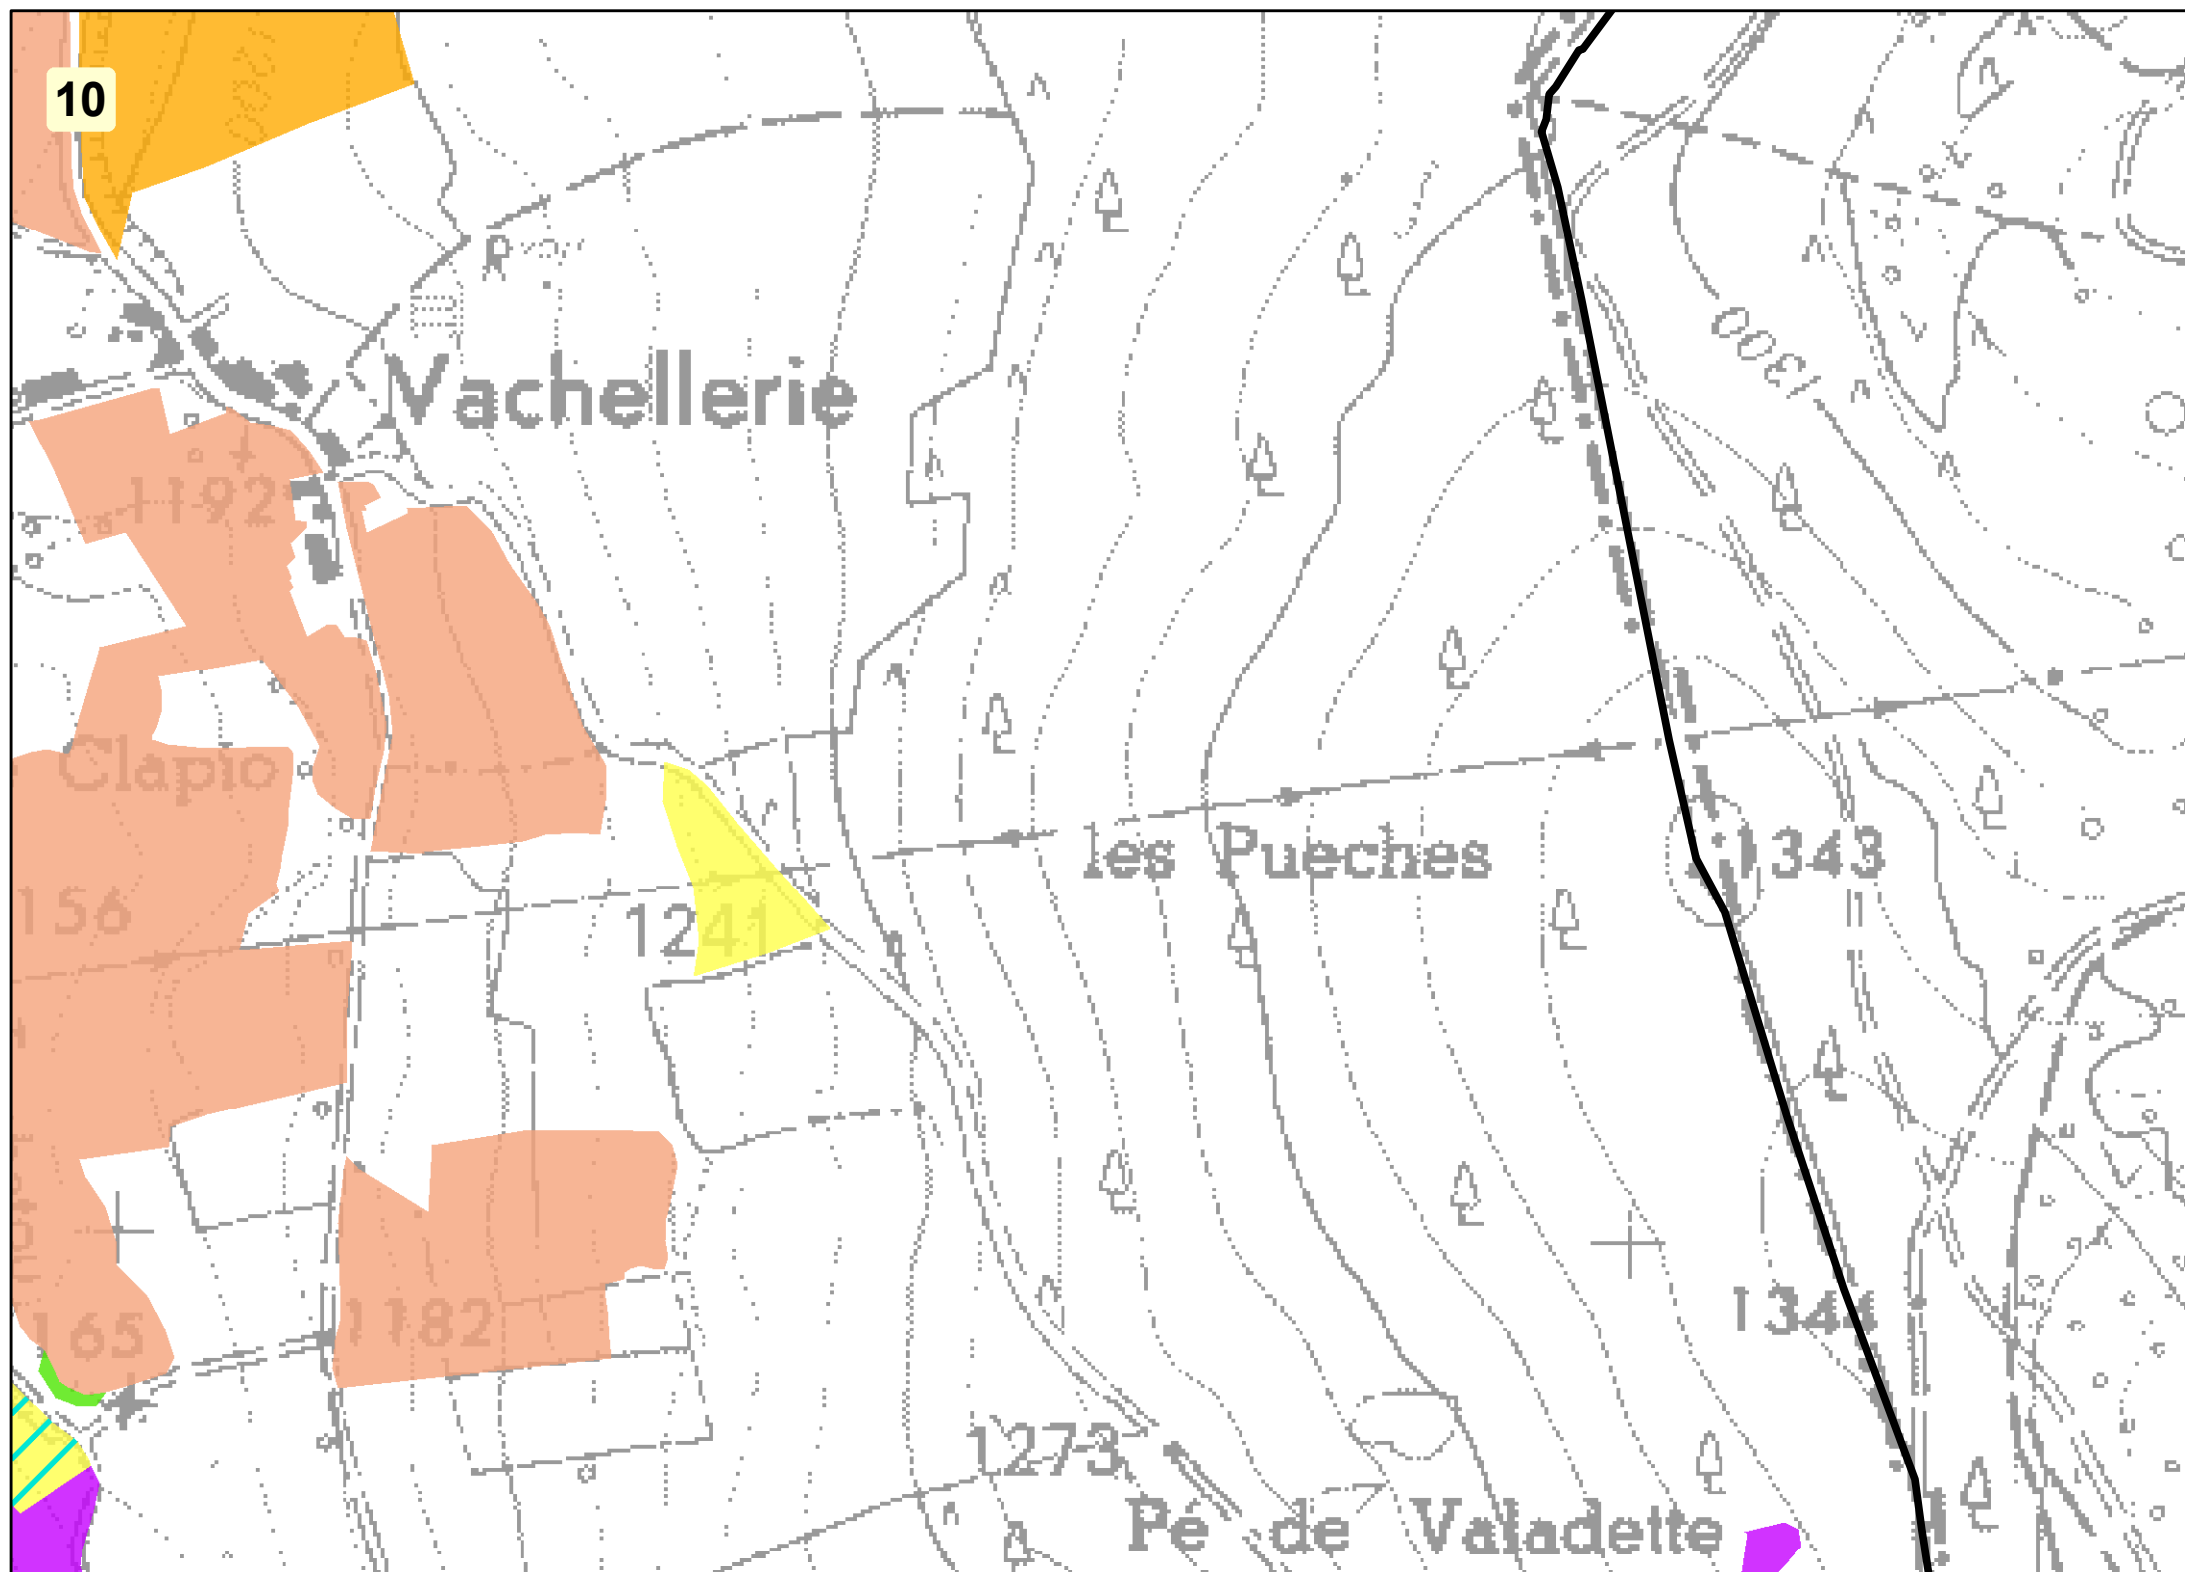 10
Vachellerie
1300
1192
Clapio
les Pueches
1343
156
1241
1344
165
1182
1273
Pé de Valadette